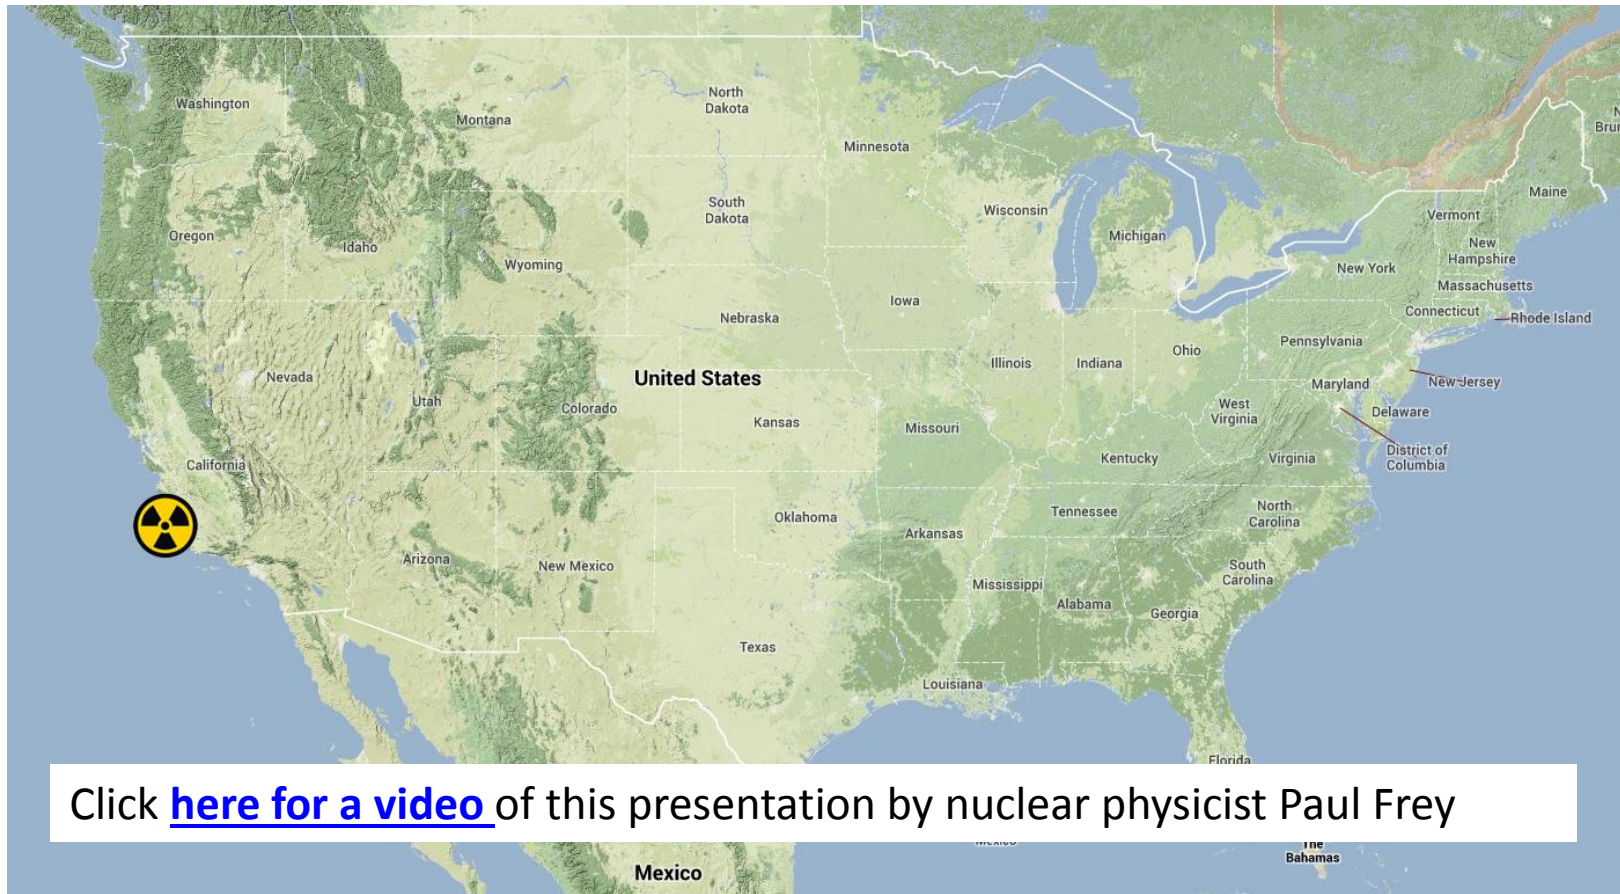 Washington
Montana
North
Dakota
Minnesota
N
Brun
Maine
Vermont
South
Dakota
Wisconsin
Michigan
Oregon
Idaho
New
Hampshire
Wyoming
New York
Massachusetts
Iowa
Connecticut
Rhode Island
Nebraska
Pennsylvania
Ohio
Illinois
Indiana
Nevada
United States
Maryland
New Jersey
Utah
Colorado
West
Virginia
Delaware
Kansas
Missouri
District of
Columbia
California
Kentucky
Virginia
Oklahoma
Tennessee
North
Carolina
Arkansas
Arizona
New Mexico
South
Carolina
Mississippi
Alabama
Georgia
Texas
Louisiana
Florida
Click here for a video of this presentation by nuclear physicist Paul Frey
Mexico
The
Bahamas
Mexico